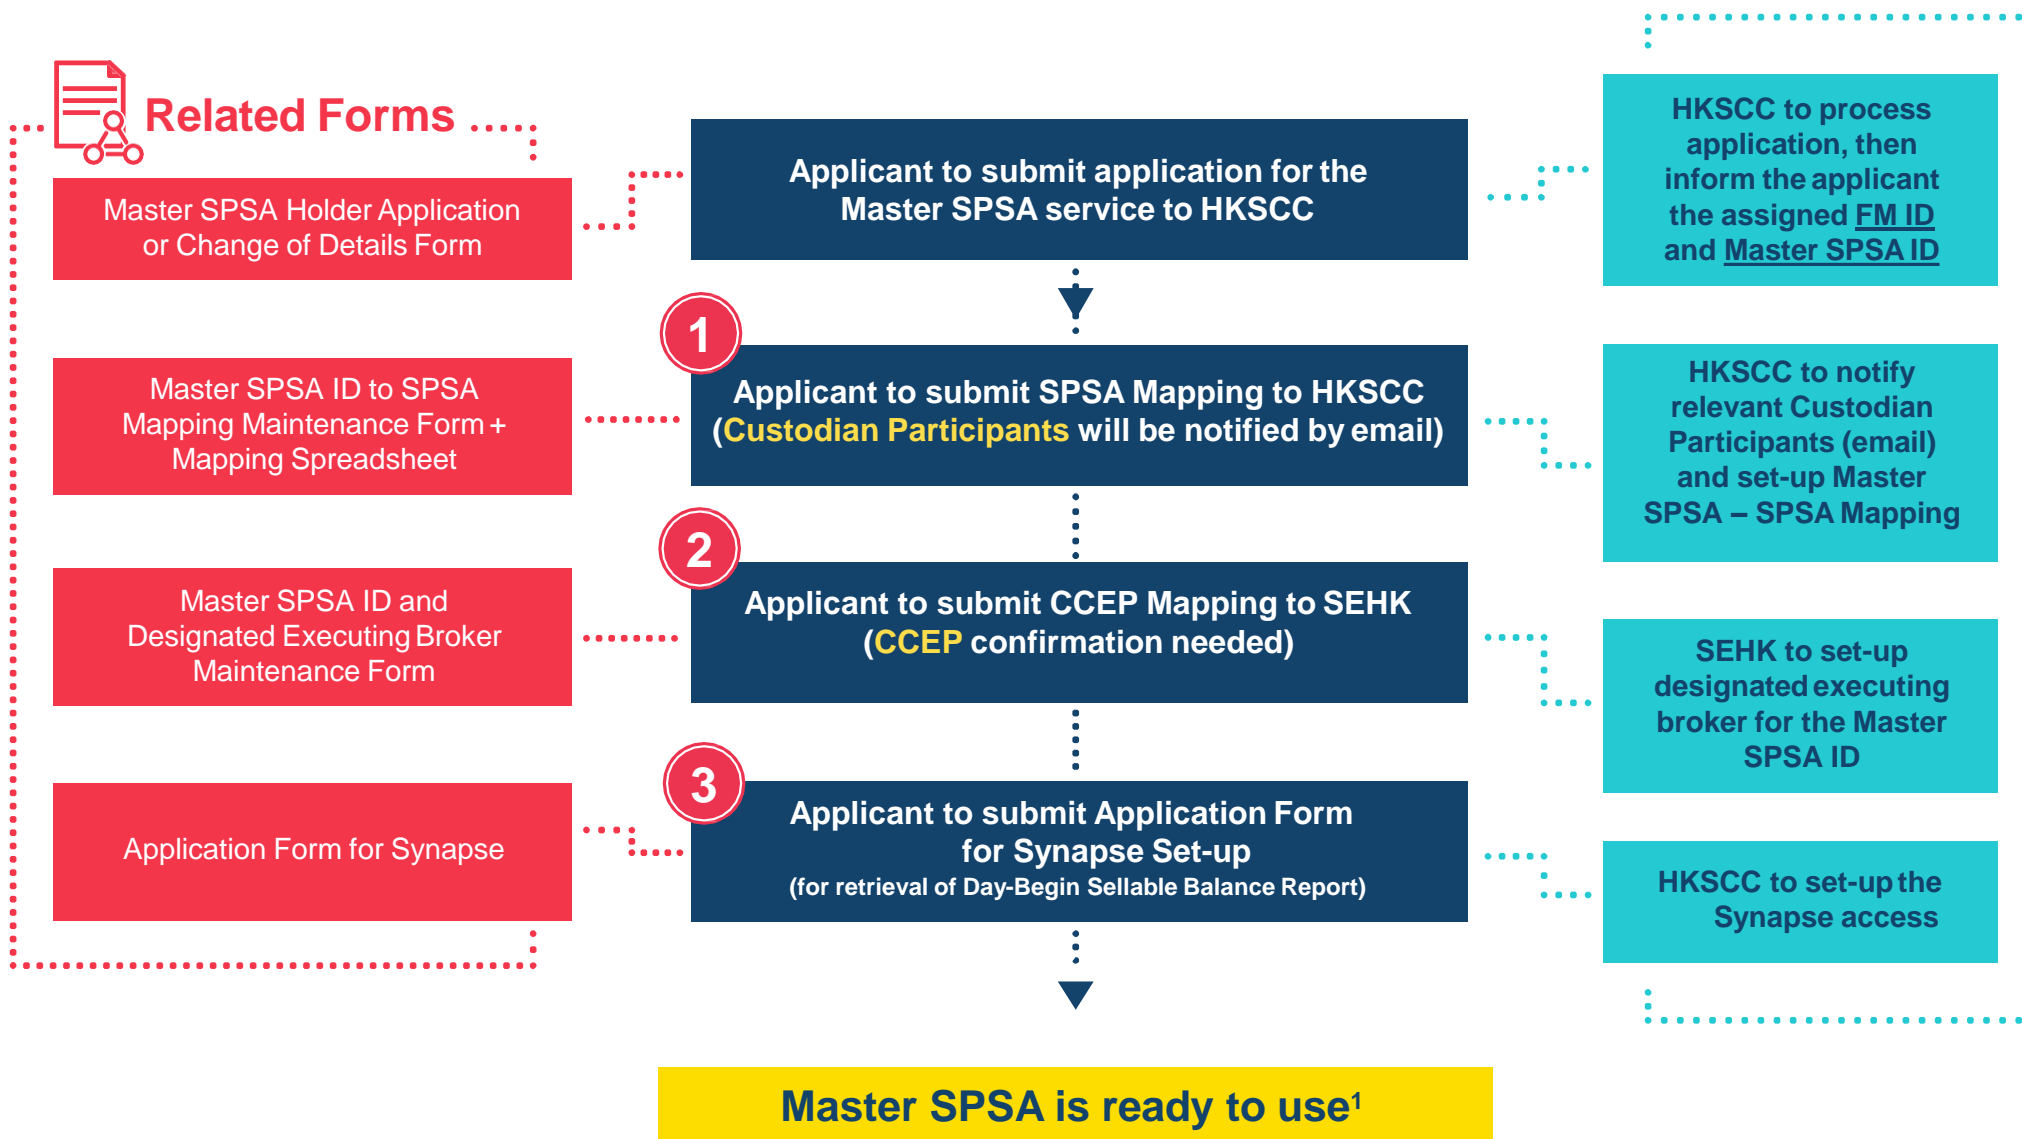 Related Forms
Master SPSA Holder Application
or Change of Details Form
Applicant to submit application for the
Master SPSA service to HKSCC
HKSCC to process
application, then
inform the applicant
the assigned FM ID
and Master SPSA ID
Master SPSA ID to SPSA
Mapping Maintenance Form +
Mapping Spreadsheet
1
Applicant to submit SPSA Mapping to HKSCC
(Custodian Participants will be notified by email)
HKSCC to notify
relevant Custodian
Participants (email)
and set-up Master
SPSA – SPSA Mapping
Master SPSA ID and
Designated Executing Broker
Maintenance Form
2
Applicant to submit CCEP Mapping to SEHK
(CCEP confirmation needed)
SEHK to set-up
designated executing
broker for the Master
SPSA ID
Application Form for Synapse
3
Applicant to submit Application Form
for Synapse Set-up
(for retrieval of Day-Begin Sellable Balance Report)
HKSCC to set-up the
Synapse access
Master SPSA is ready to use¹